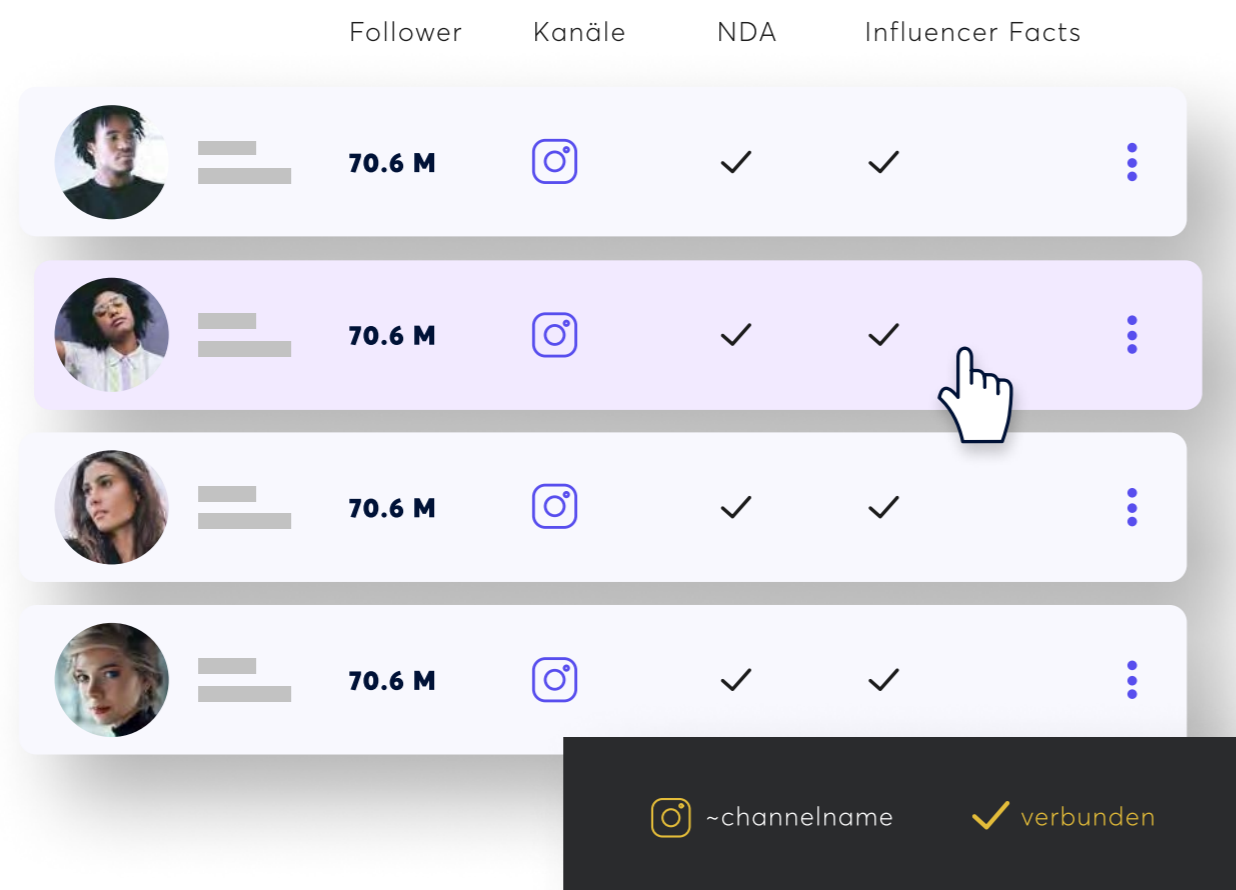 Follower Kanäle NDA Influencer Facts
70.6 M
70.6 M
70.6 M
70.6 M
~channelname verbunden